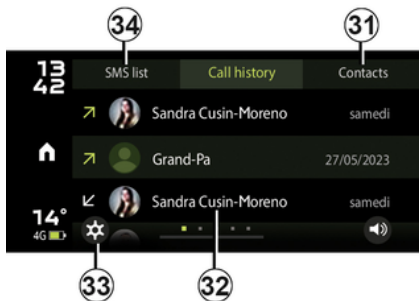 34
31
13
42
SMS list Call history Contacts
Sandra Cusin-Moreno samedi
Grand-Pa 27/05/2023
Sandra Cusin-Moreno samedi
14°
4G
33
32